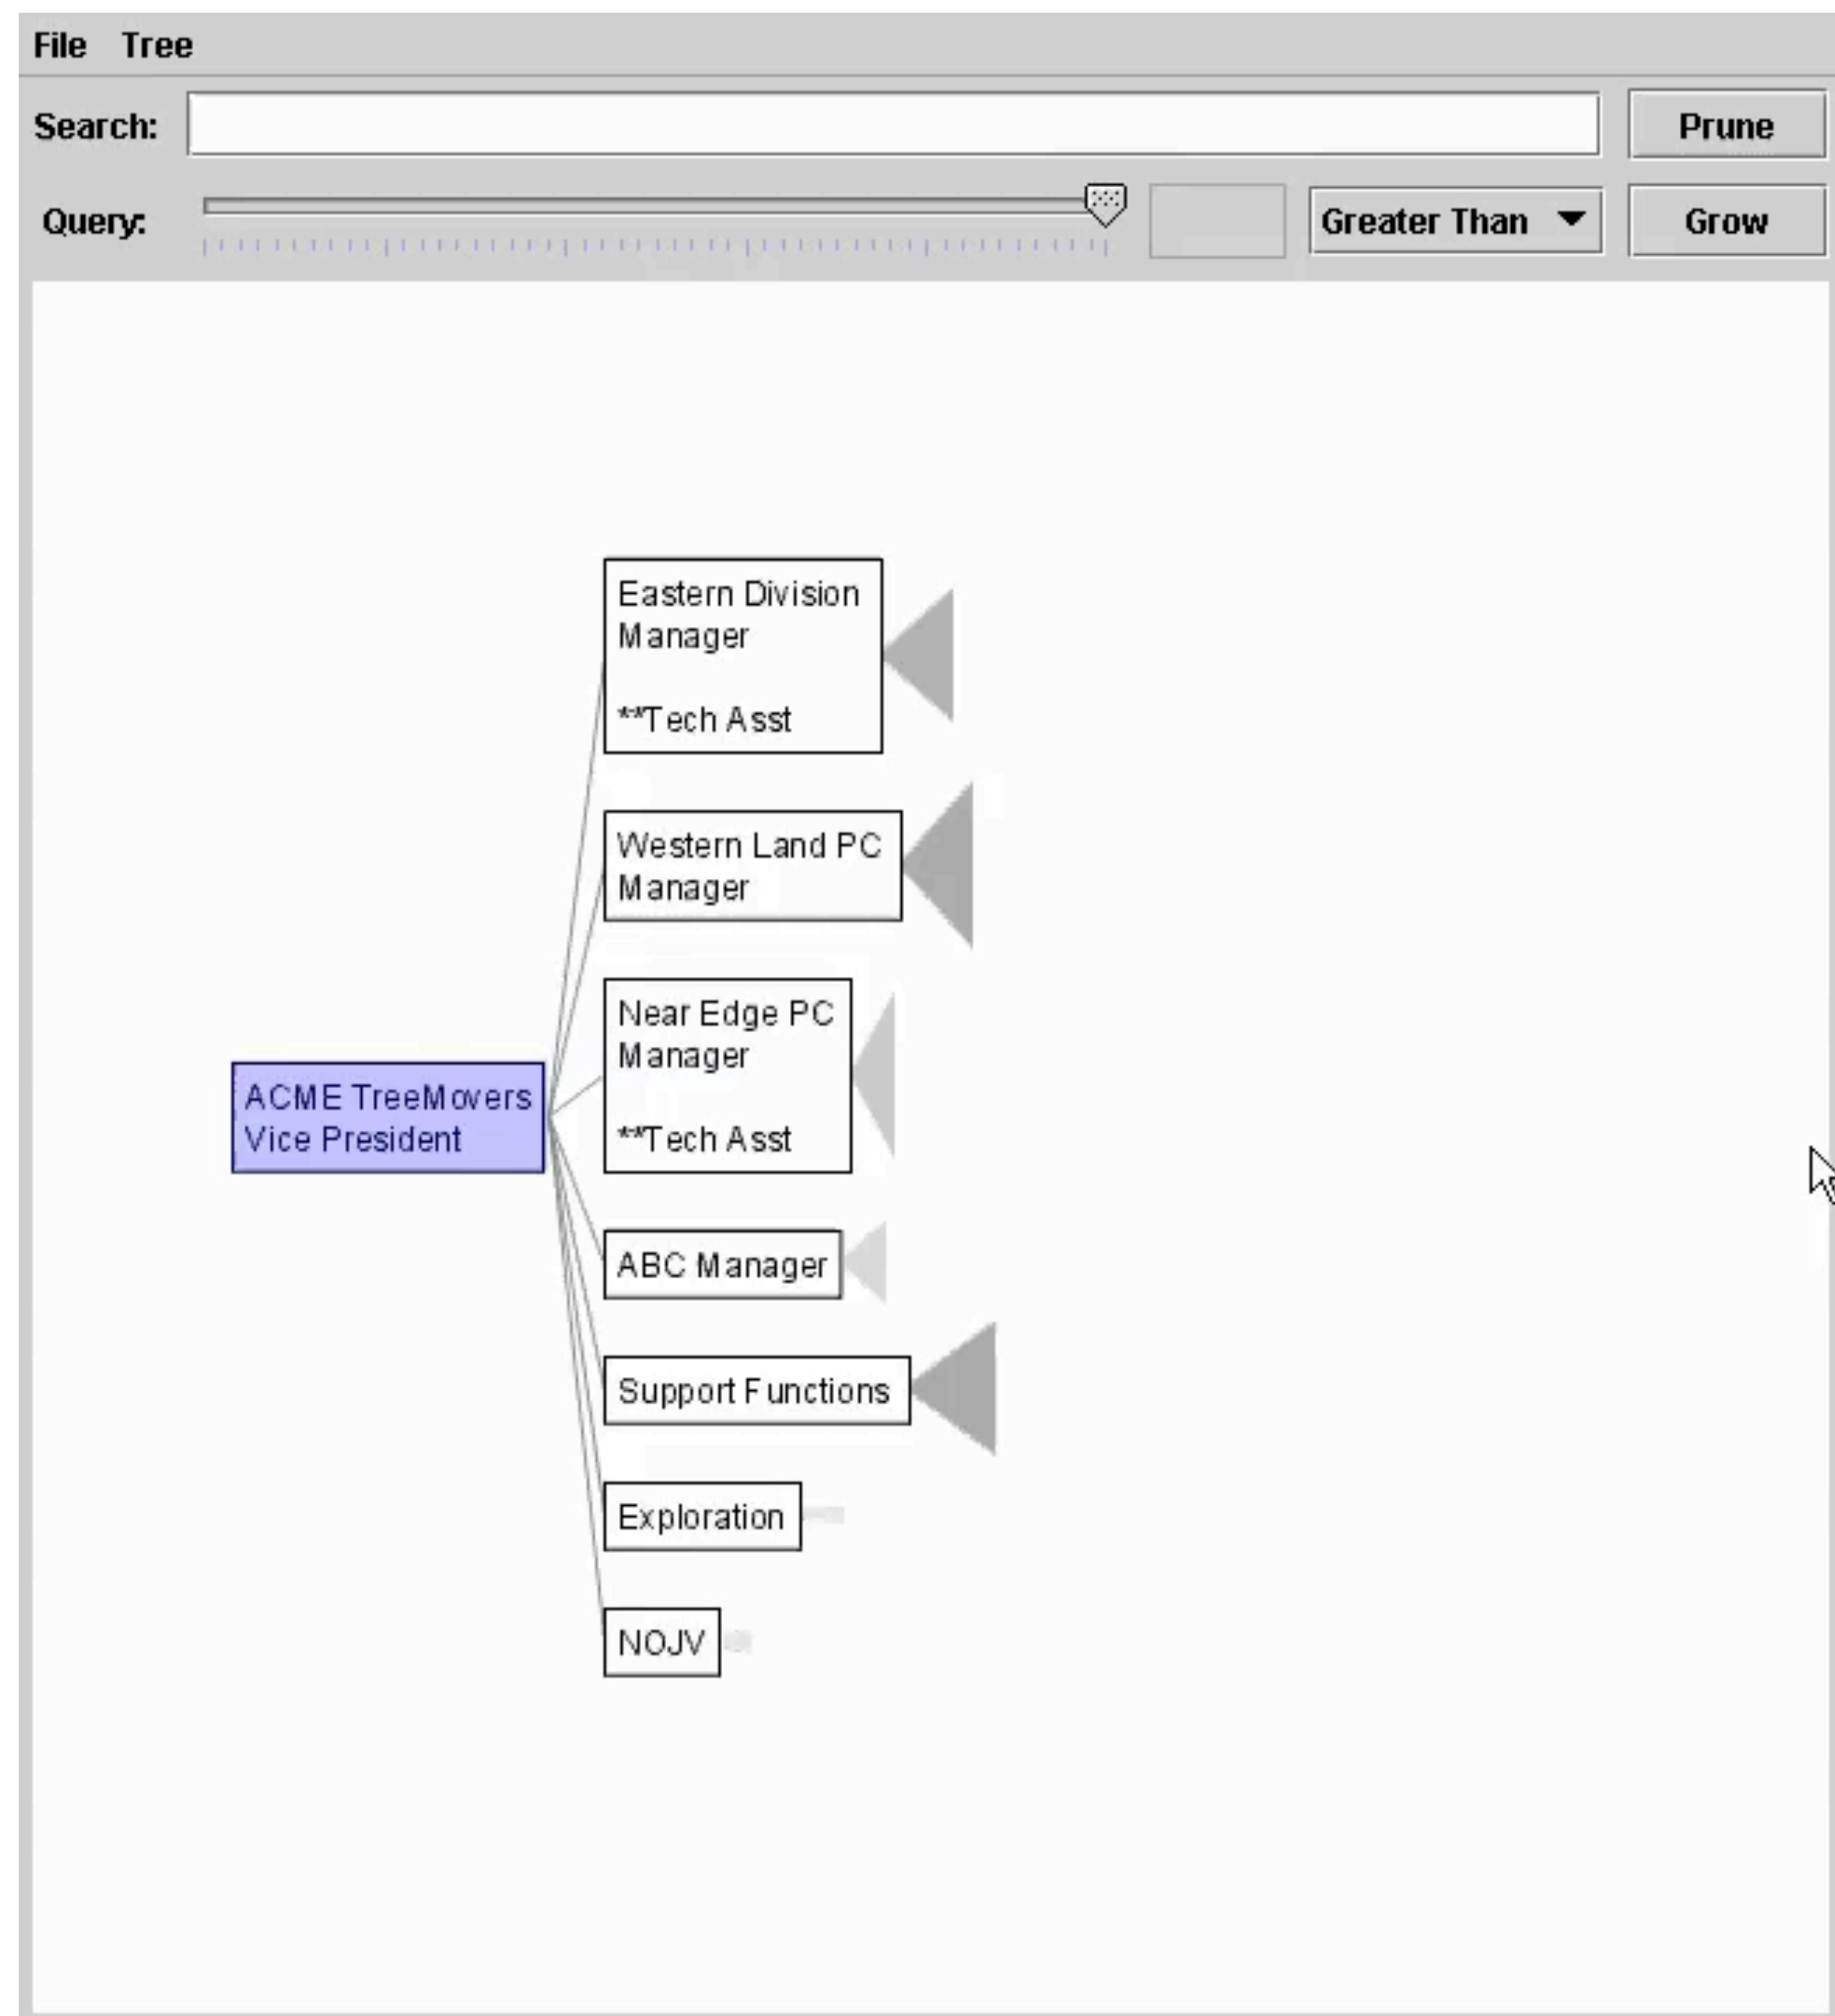 File Tree
Search: Prune
Query: Greater Than Grow
Eastern Division
Manager
**Tech Asst
Western Land PC
Manager
Near Edge PC
Manager
**Tech Asst
ACME TreeMovers
Vice President
ABC Manager
Support Functions
Exploration
NOJV